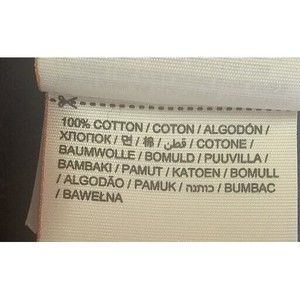 100% COTTON / COTON / ALGODÓN /
ХЛОПОК / 면 / 棉 / قطن / COTONE /
BAUMWOLLE / BOMULD / PUUVILLA /
BAMBAKI / PAMUT / KATOEN / BOMULL
/ ALGODÃO / PAMUK / כותנה / BUMBAC
/ BAWEŁNA